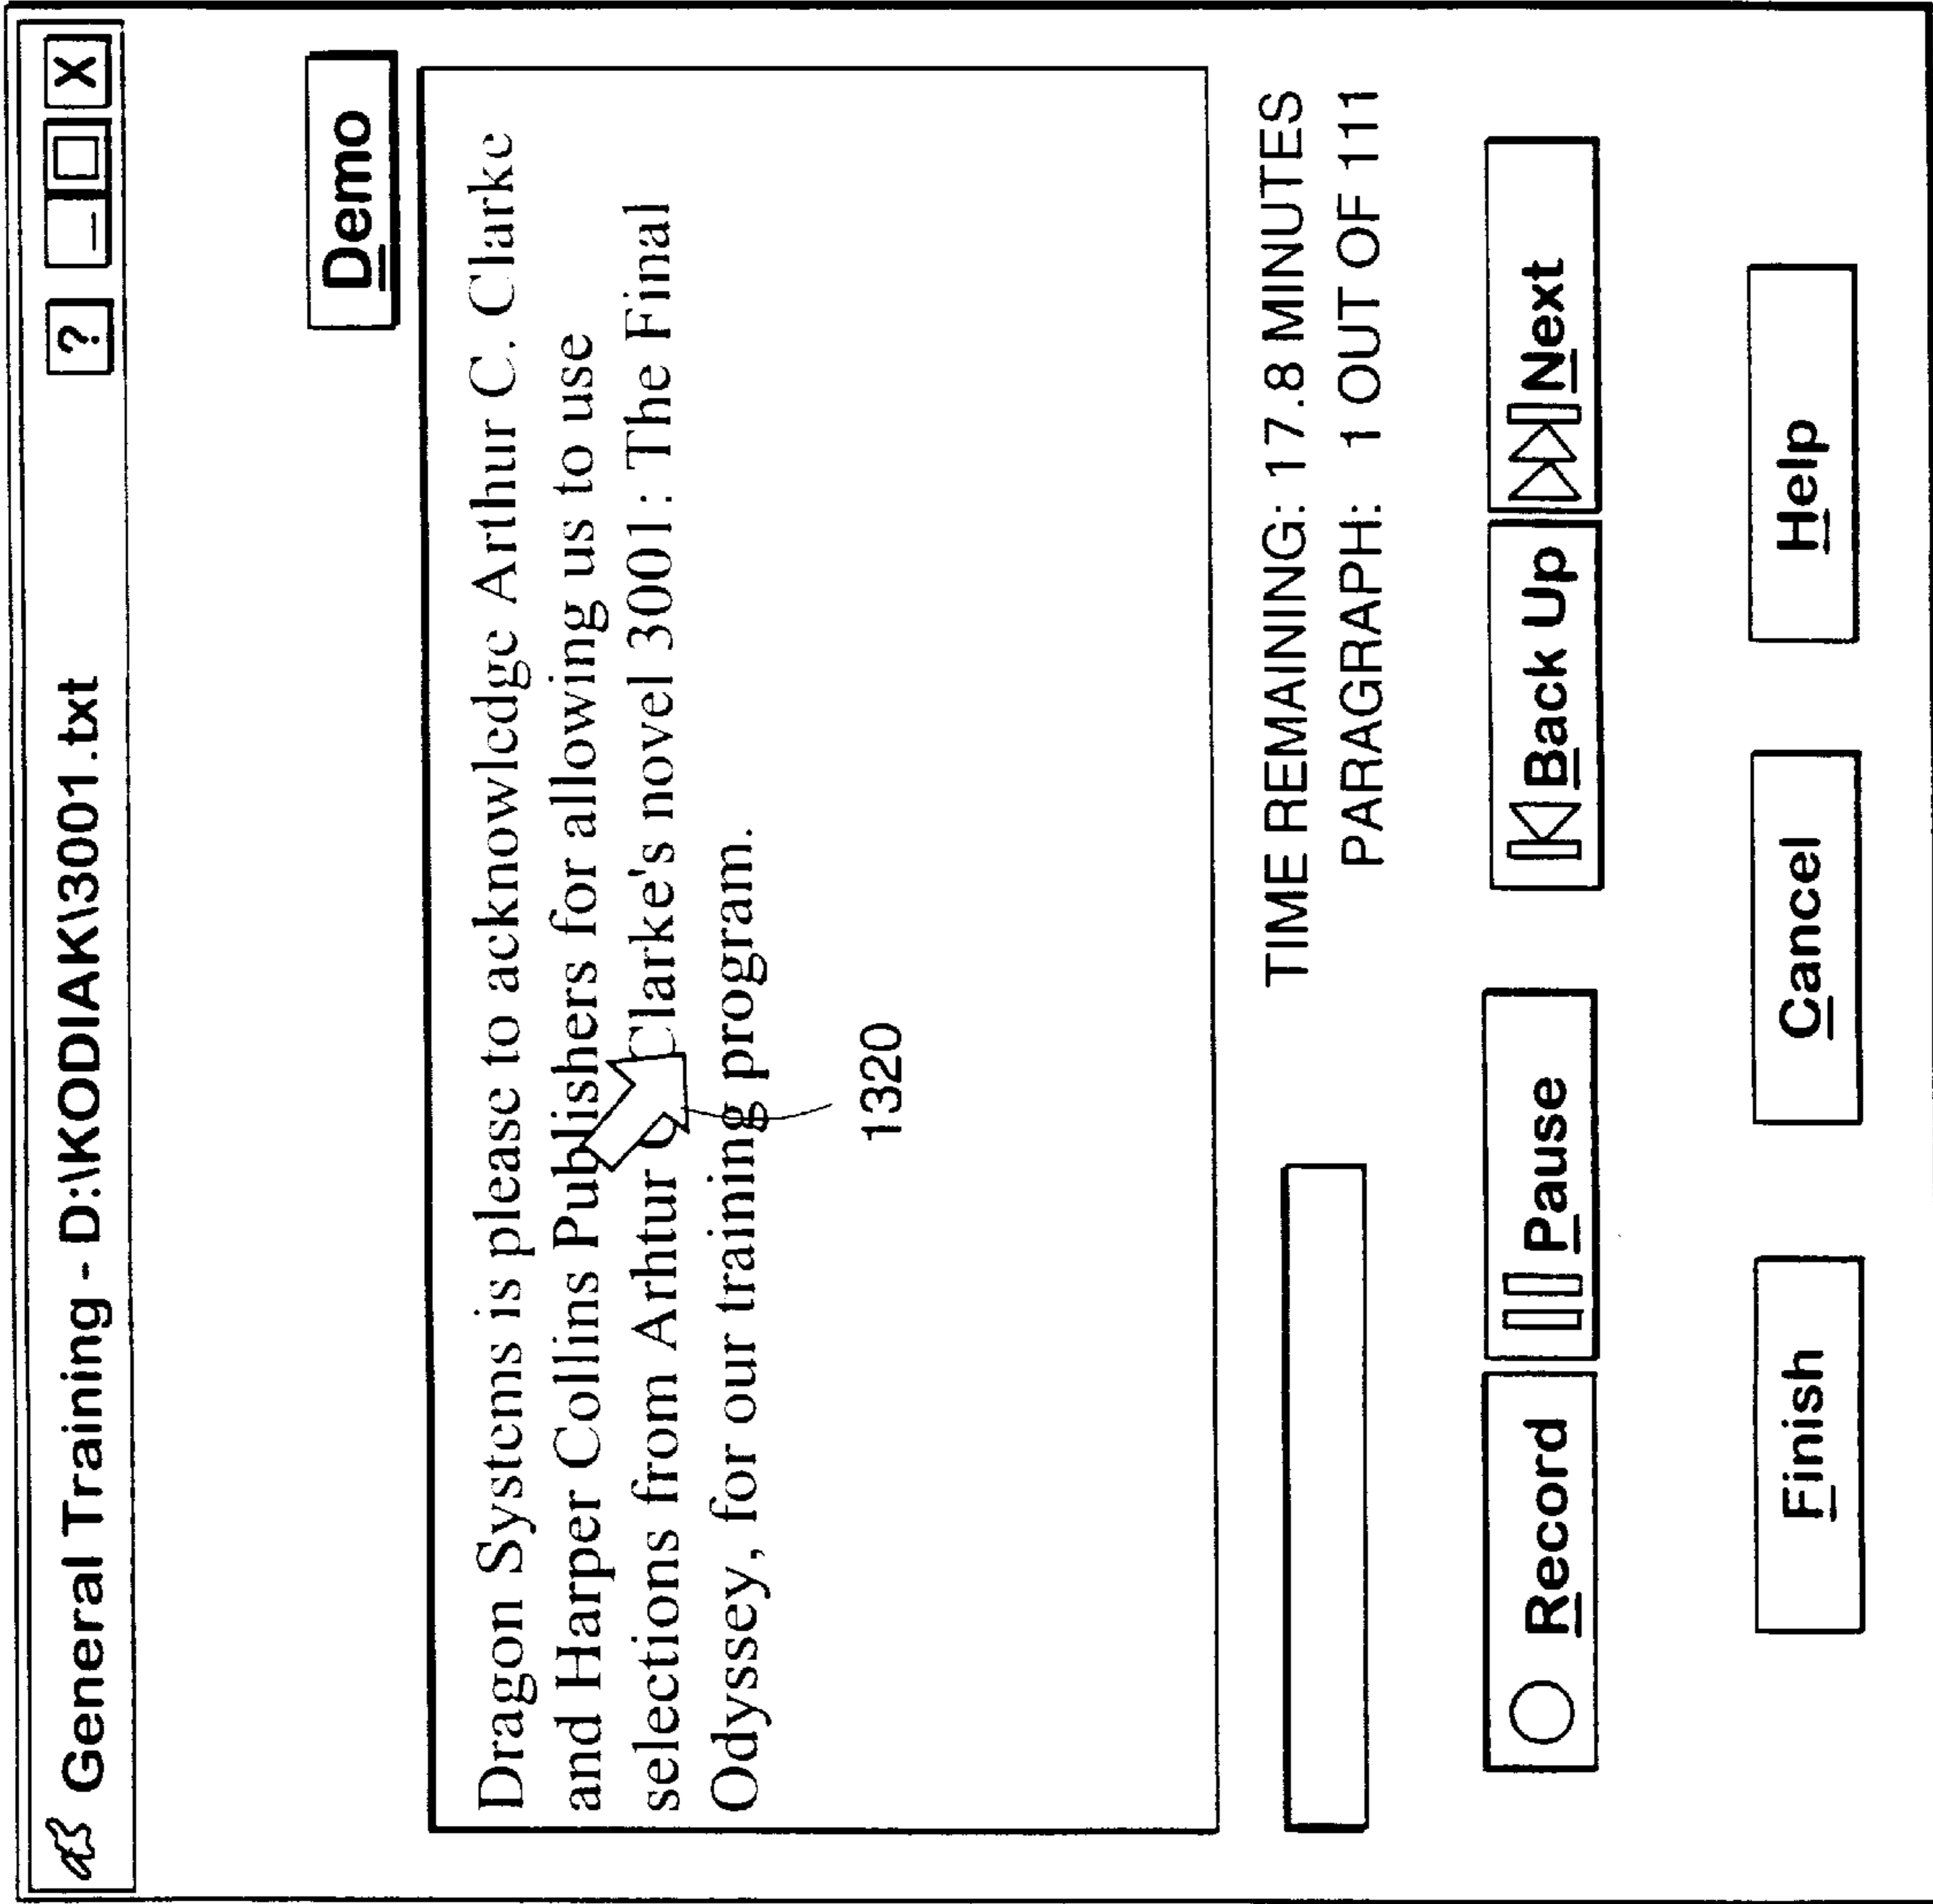 General Training - D:\KODIAK\3001.txt ? _ X
Demo
Dragon Systems is please to acknowledge Arthur C. Clarke
and Harper Collins Publishers for allowing us to use
selections from Arhtur Clarke's novel 3001: The Final
Odyssey, for our training program.
1320
TIME REMAINING: 17.8 MINUTES
PARAGRAPH: 1 OUT OF 111
Record Pause Back Up Next
Finish Cancel Help